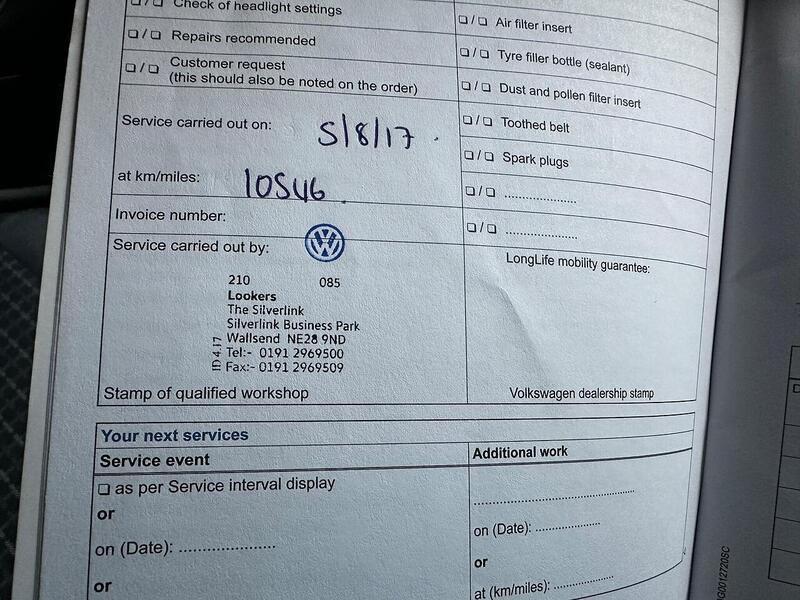 ❏ / ❏ Check of headlight settings
❏ / ❏ Repairs recommended
❏ / ❏ Customer request
(this should also be noted on the order)
❏ / ❏ Air filter insert
❏ / ❏ Tyre filler bottle (sealant)
❏ / ❏ Dust and pollen filter insert
❏ / ❏ Toothed belt
❏ / ❏ Spark plugs
❏ / ❏ ....................
❏ / ❏ ....................
Service carried out on: 5/8/17.
at km/miles: 10546
Invoice number:
Service carried out by:
VW
210 085
Lookers
The Silverlink
Silverlink Business Park
Wallsend NE28 9ND
Tel:- 0191 2969500
Fax:- 0191 2969509
ID 4.17
Stamp of qualified workshop
LongLife mobility guarantee:
Volkswagen dealership stamp
Your next services
Service event
❏ as per Service interval display
or
on (Date): ........................
or
Additional work
........................................
on (Date): ................
or
at (km/miles): ...............
G0012720SC